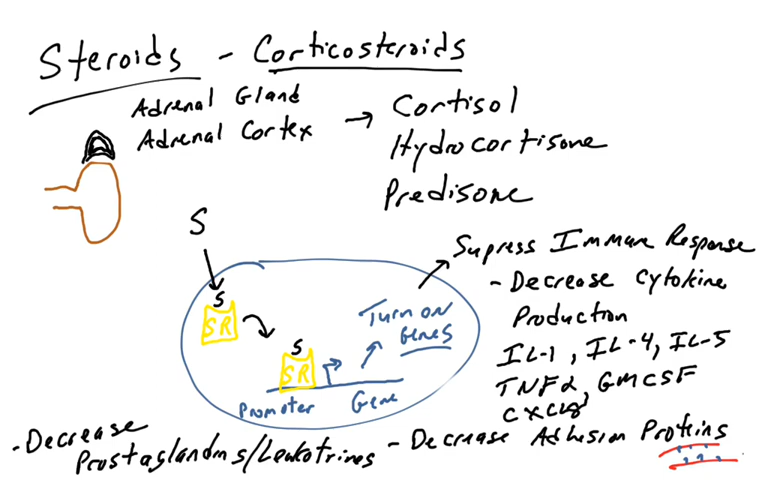 Steroids - Corticosteroids
Adrenal Gland
Adrenal Cortex → Cortisol
Hydrocortisone
Predisone
S
S
SR
S
SR
Promoter Gene
Turn on
Genes
Supress Immune Response
- Decrease Cytokine
Production
IL-1, IL-4, IL-5
TNFα, GMCSF
CXCL8
- Decrease
Prostaglandins/Leukotrines
- Decrease Adhesion Proteins